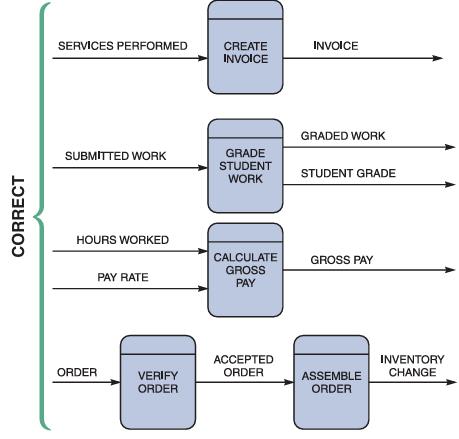 CORRECT
SERVICES PERFORMED
CREATE
INVOICE
INVOICE
SUBMITTED WORK
GRADE
STUDENT
WORK
GRADED WORK
STUDENT GRADE
HOURS WORKED
PAY RATE
CALCULATE
GROSS
PAY
GROSS PAY
ORDER
VERIFY
ORDER
ACCEPTED
ORDER
ASSEMBLE
ORDER
INVENTORY
CHANGE